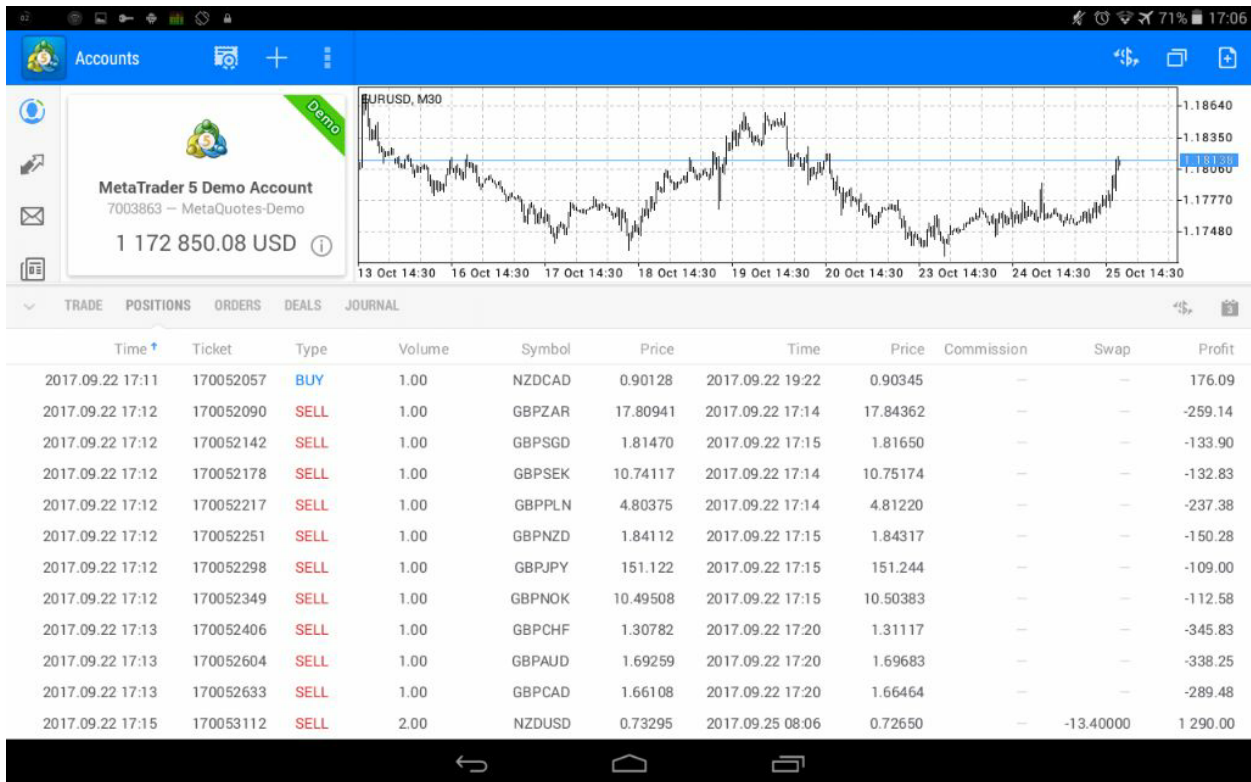 71% 17:06
Accounts
Demo
MetaTrader 5 Demo Account
7003863 — MetaQuotes-Demo
1 172 850.08 USD
EURUSD, M30
1.18640
1.18350
1.18138
1.18060
1.17770
1.17480
13 Oct 14:30 16 Oct 14:30 17 Oct 14:30 18 Oct 14:30 19 Oct 14:30 20 Oct 14:30 23 Oct 14:30 24 Oct 14:30 25 Oct 14:30
TRADE POSITIONS ORDERS DEALS JOURNAL
Time Ticket Type Volume Symbol Price Time Price Commission Swap Profit
2017.09.22 17:11 170052057 BUY 1.00 NZDCAD 0.90128 2017.09.22 19:22 0.90345 — — 176.09
2017.09.22 17:12 170052090 SELL 1.00 GBPZAR 17.80941 2017.09.22 17:14 17.84362 — — -259.14
2017.09.22 17:12 170052142 SELL 1.00 GBPSGD 1.81470 2017.09.22 17:15 1.81650 — — -133.90
2017.09.22 17:12 170052178 SELL 1.00 GBPSEK 10.74117 2017.09.22 17:14 10.75174 — — -132.83
2017.09.22 17:12 170052217 SELL 1.00 GBPPLN 4.80375 2017.09.22 17:14 4.81220 — — -237.38
2017.09.22 17:12 170052251 SELL 1.00 GBPNZD 1.84112 2017.09.22 17:15 1.84317 — — -150.28
2017.09.22 17:12 170052298 SELL 1.00 GBPJPY 151.122 2017.09.22 17:15 151.244 — — -109.00
2017.09.22 17:12 170052349 SELL 1.00 GBPNOK 10.49508 2017.09.22 17:15 10.50383 — — -112.58
2017.09.22 17:13 170052406 SELL 1.00 GBPCHF 1.30782 2017.09.22 17:20 1.31117 — — -345.83
2017.09.22 17:13 170052604 SELL 1.00 GBPAUD 1.69259 2017.09.22 17:20 1.69683 — — -338.25
2017.09.22 17:13 170052633 SELL 1.00 GBPCAD 1.66108 2017.09.22 17:20 1.66464 — — -289.48
2017.09.22 17:15 170053112 SELL 2.00 NZDUSD 0.73295 2017.09.25 08:06 0.72650 — -13.40000 1 290.00